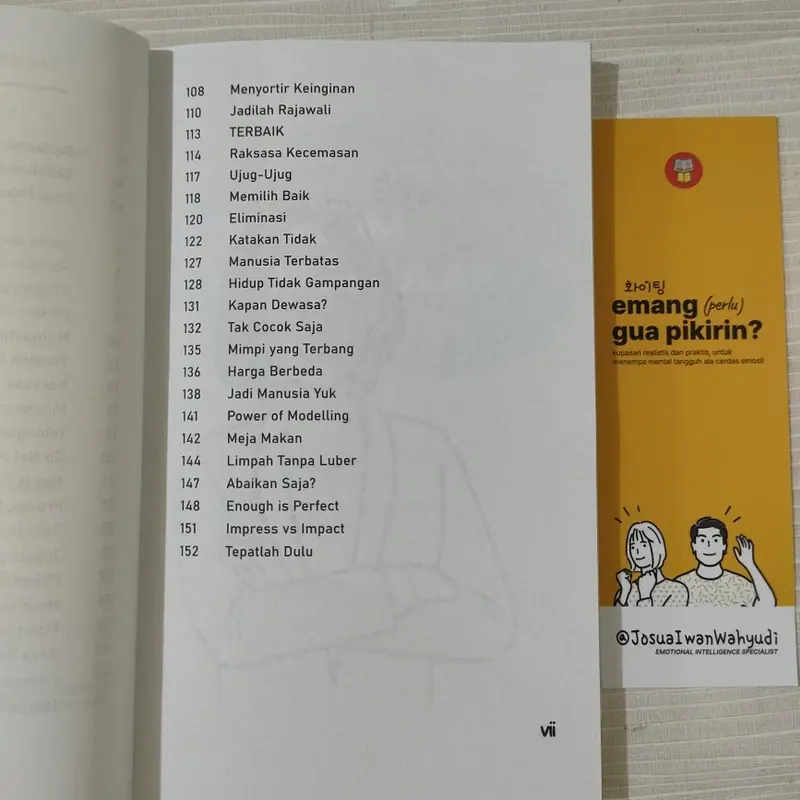 108 Menyortir Keinginan
110 Jadilah Rajawali
113 TERBAIK
114 Raksasa Kecemasan
117 Ujug-Ujug
118 Memilih Baik
120 Eliminasi
122 Katakan Tidak
127 Manusia Terbatas
128 Hidup Tidak Gampangan
131 Kapan Dewasa?
132 Tak Cocok Saja
135 Mimpi yang Terbang
136 Harga Berbeda
138 Jadi Manusia Yuk
141 Power of Modelling
142 Meja Makan
144 Limpah Tanpa Luber
147 Abaikan Saja?
148 Enough is Perfect
151 Impress vs Impact
152 Tepatlah Dulu
vii
화이팅
emang (perlu)
gua pikirin?
kupasan realistis dan praktis, untuk
menempa mental tangguh ala cerdas emosi!
@JosuaIwanWahyudi
EMOTIONAL INTELLIGENCE SPECIALIST